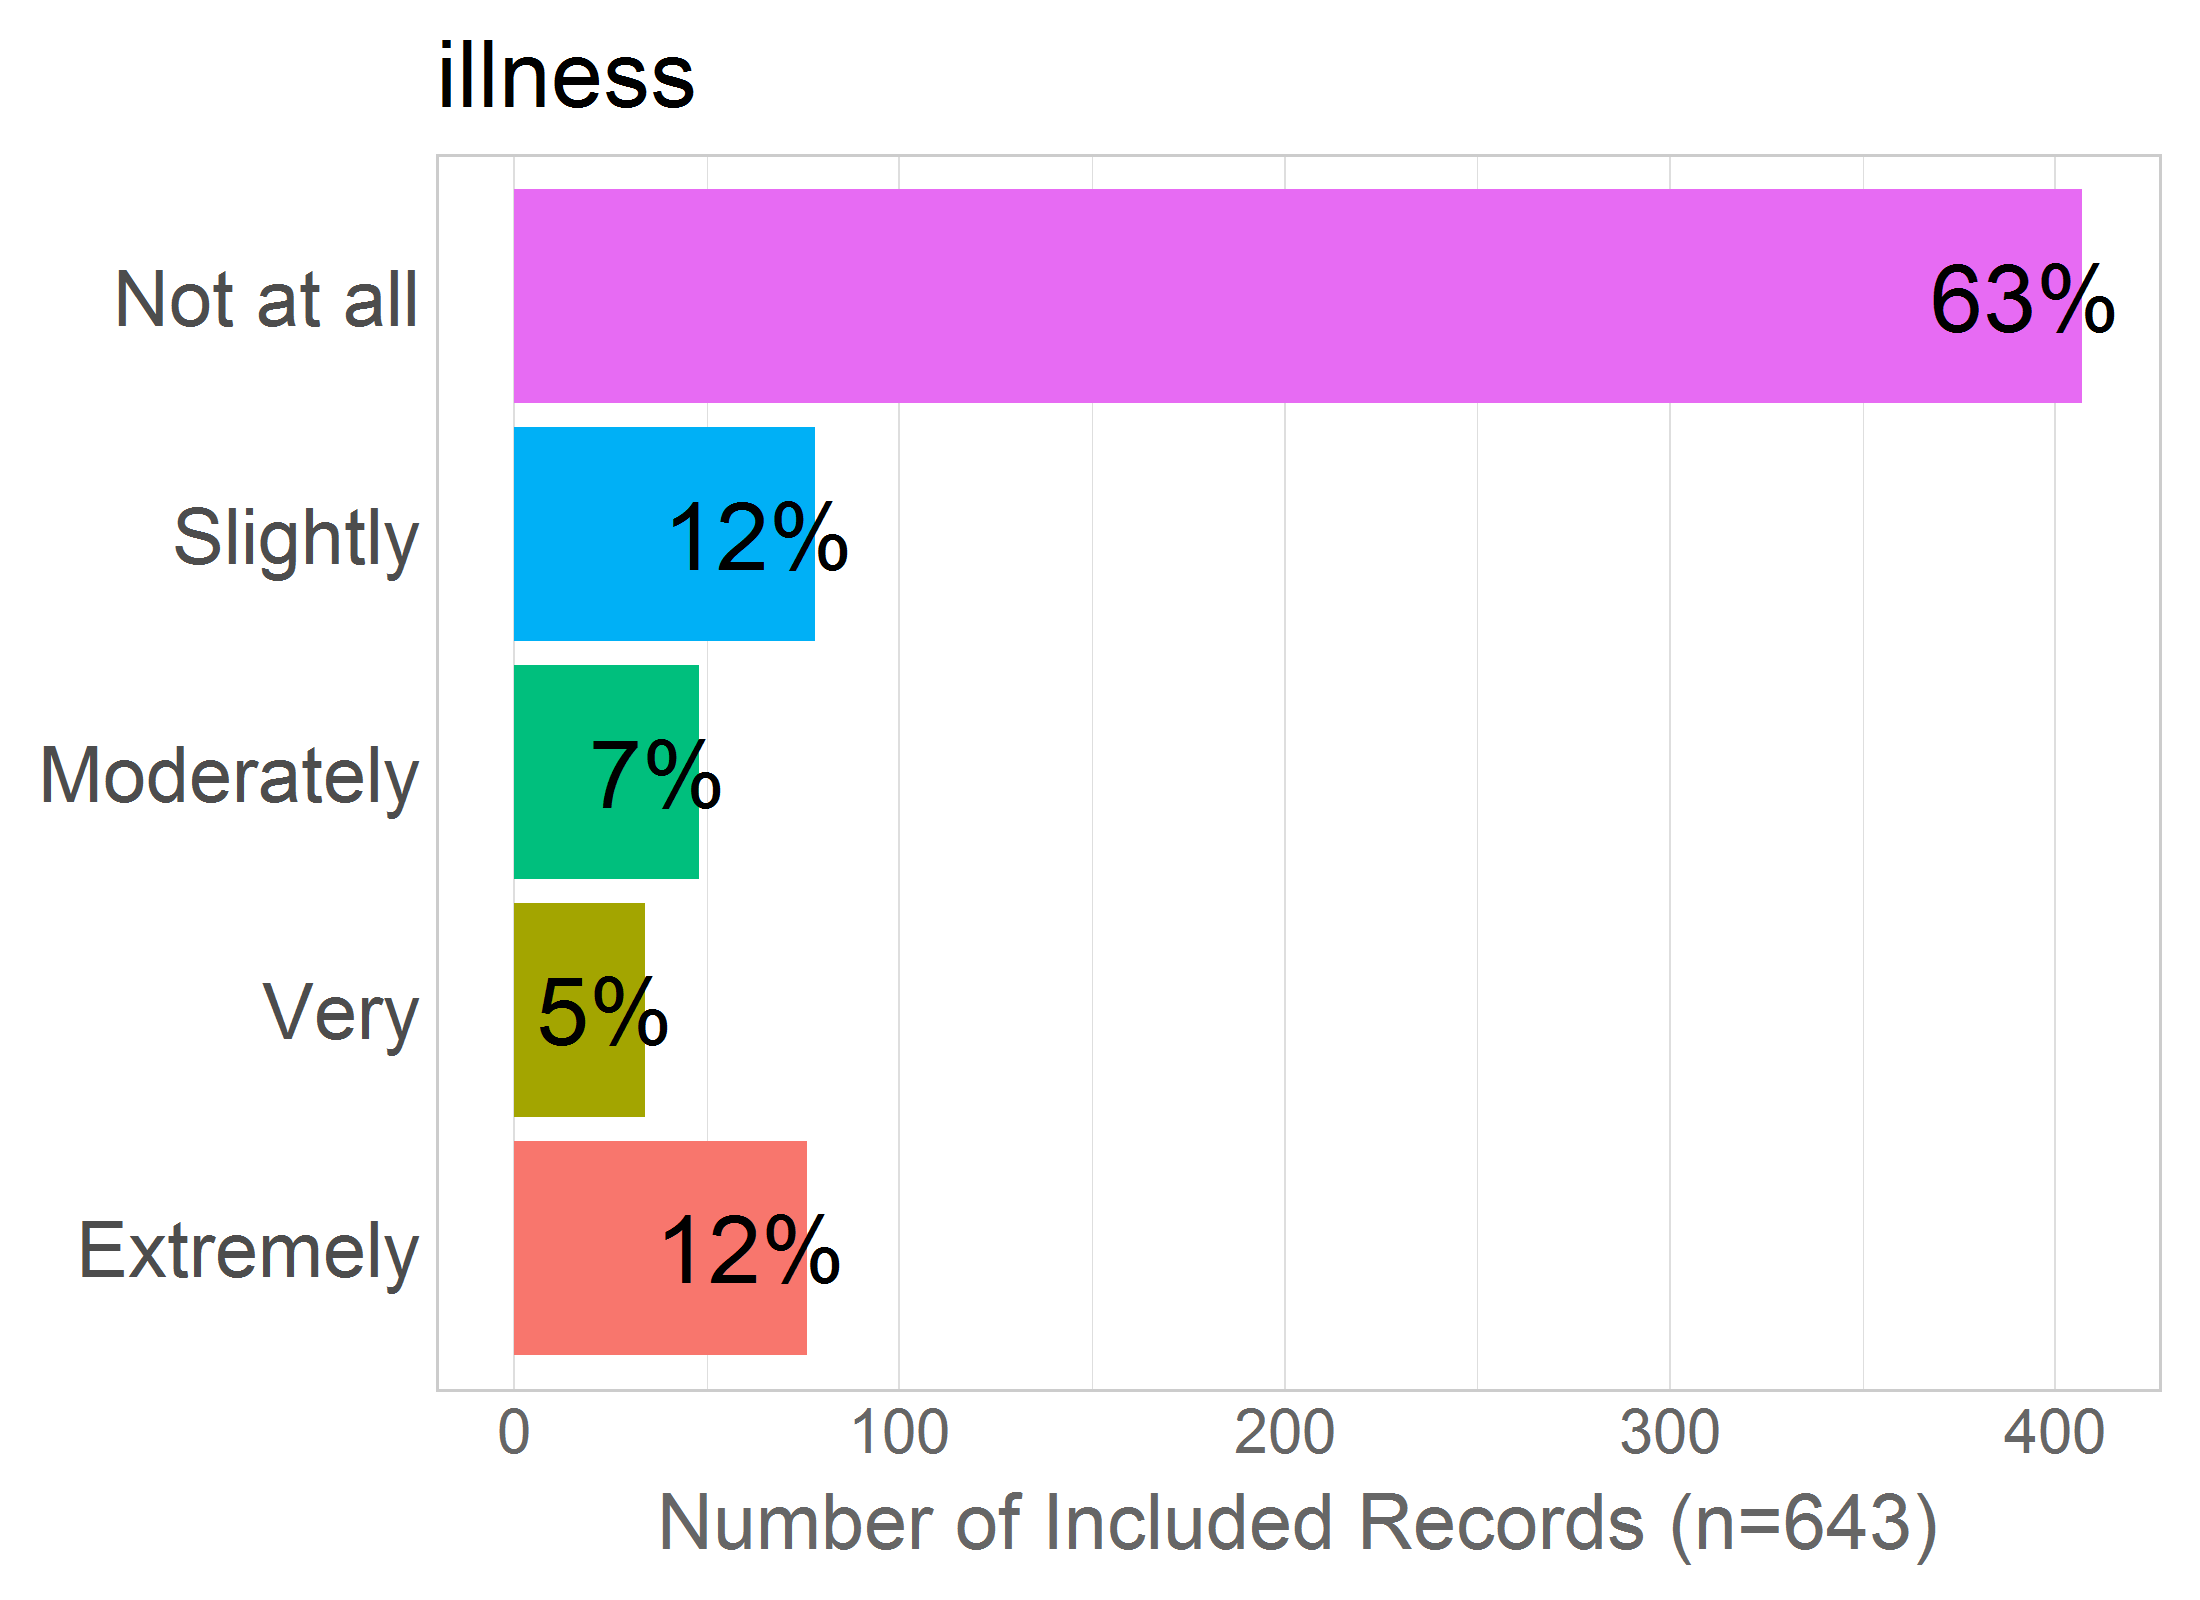 illness
Not at all
63%
Slightly
12%
Moderately
7%
Very
5%
Extremely
12%
0 100 200 300 400
Number of Included Records (n=643)